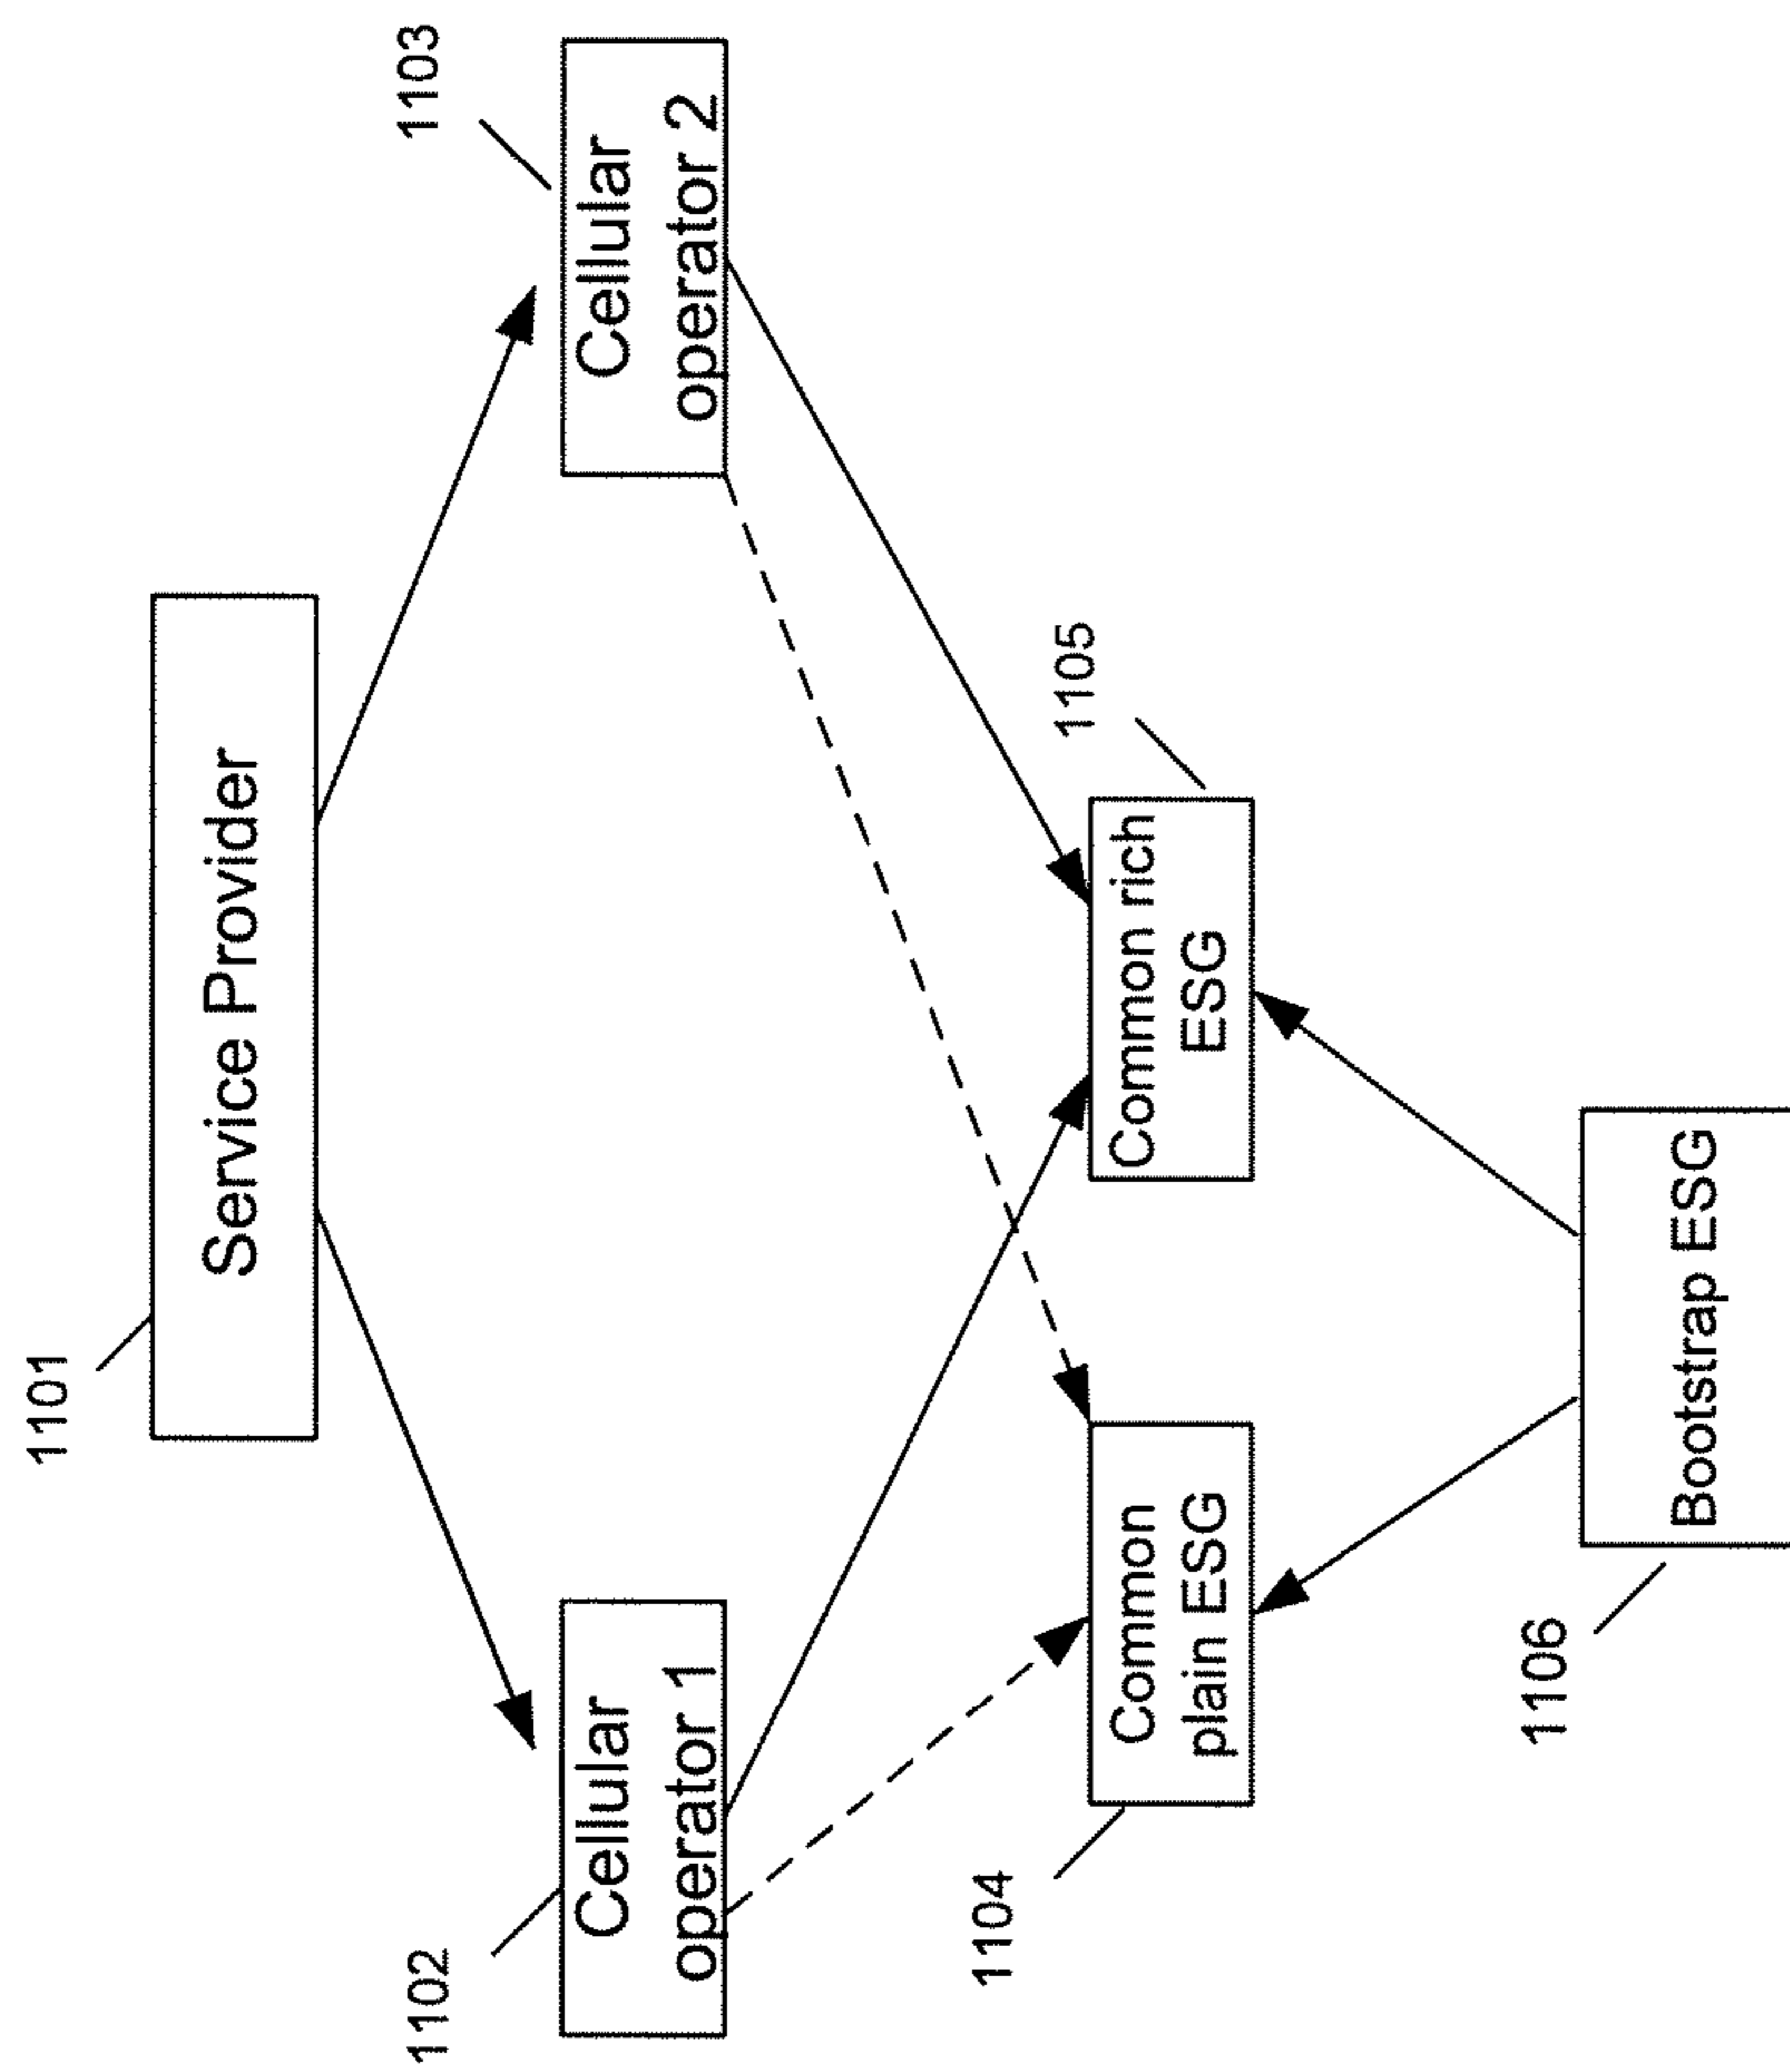 1101
Service Provider
1102
Cellular
operator 1
1103
Cellular
operator 2
1104
Common
plain ESG
1105
Common rich
ESG
1106
Bootstrap ESG